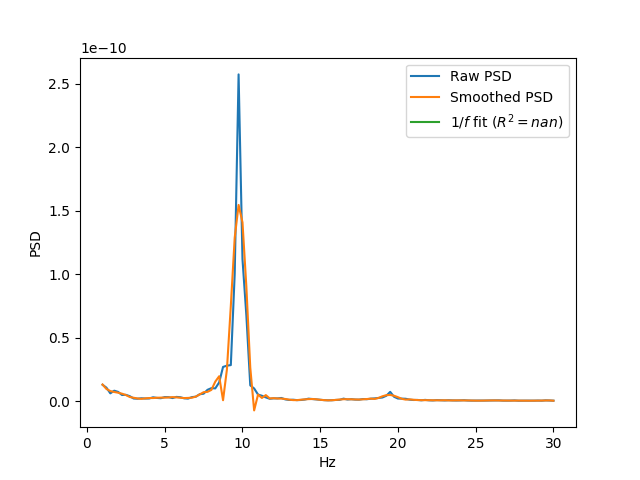 1e−10
Raw PSD
Smoothed PSD
1/f fit (R² = nan)
2.5
2.0
1.5
1.0
0.5
0.0
PSD
0 5 10 15 20 25 30
Hz